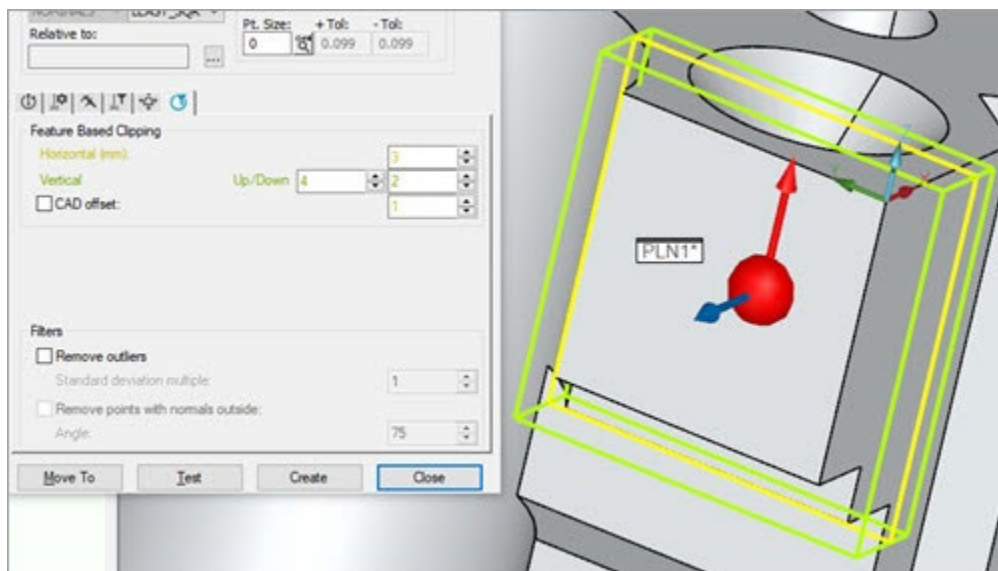 NOMINALS LEAST_SQR
Pt. Size: + Tol: - Tol:
Relative to:
0 0.099 0.099
...
Feature Based Clipping
Horizontal (mm): 3
Vertical Up/Down 4 2
CAD offset: 1
PLN1*
Filters
Remove outliers
Standard deviation multiple: 1
Remove points with normals outside:
Angle: 75
Move To Test Create Close